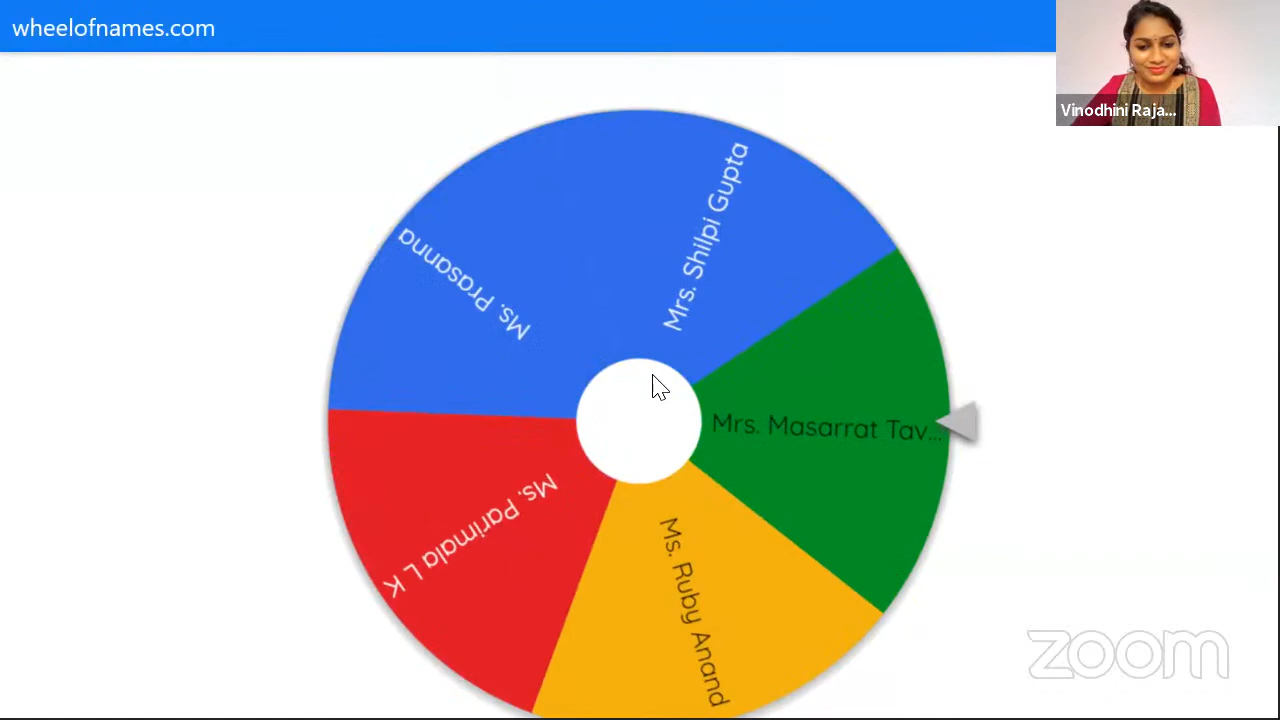 wheelofnames.com
Vinodhini Raja...
Mrs. Shilpi Gupta
Ms. Prasanna
Mrs. Masarrat Tav...
Ms. Parimala L K
Ms. Ruby Anand
zoom